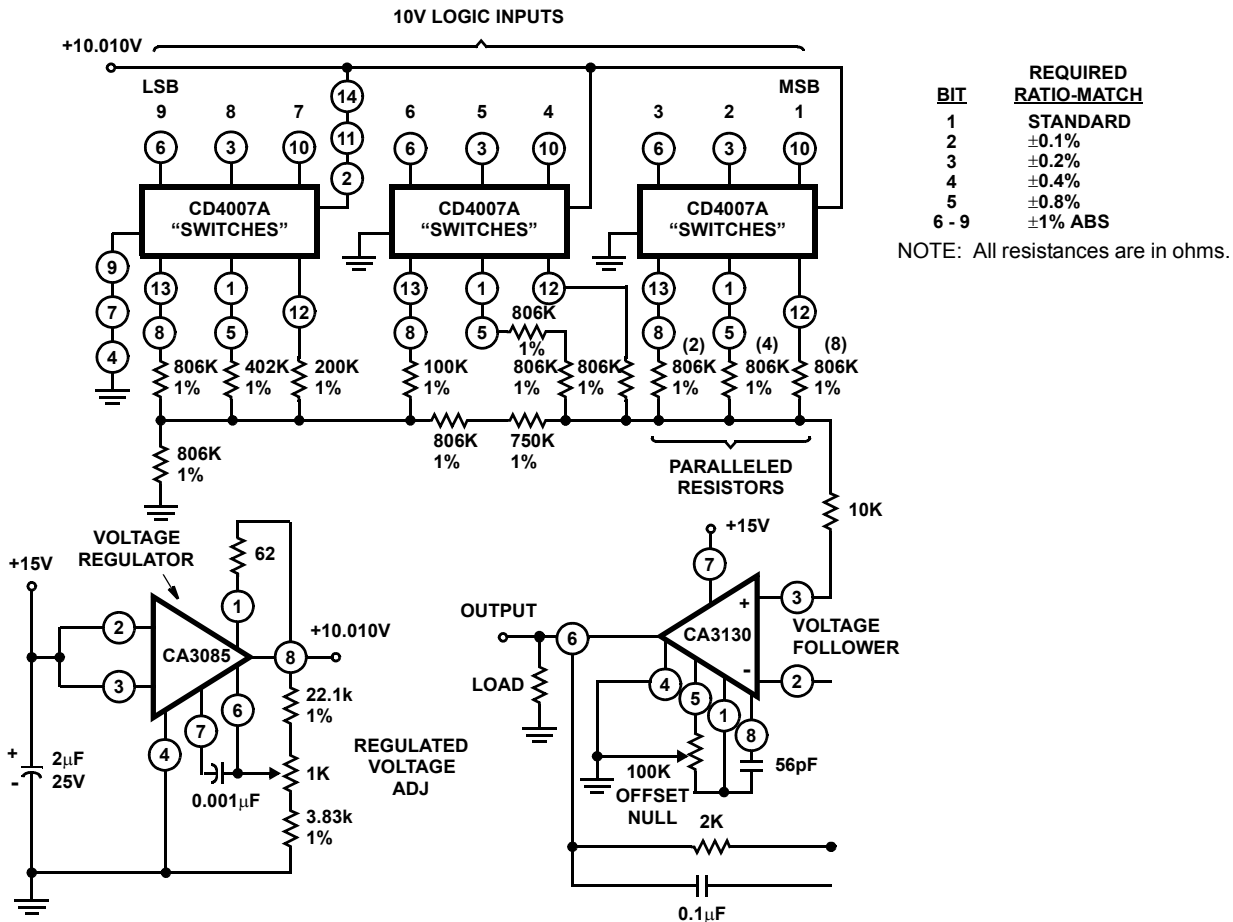 10V LOGIC INPUTS
+10.010V
LSB
MSB
9 8 7 6 5 4 3 2 1
14
11
2
6 3 10
6 3 10
6 3 10
CD4007A
“SWITCHES”
CD4007A
“SWITCHES”
CD4007A
“SWITCHES”
9
7
4
13 1 12
8 5
13 1 12
8 5
13 1 12
8 5
806K
1%
402K
1%
200K
1%
100K
1%
806K
1%
806K
1%
806K
(2)
806K
1%
(4)
806K
1%
(8)
806K
1%
806K
1%
750K
1%
806K
1%
PARALLELED
RESISTORS
10K
REQUIRED
BIT RATIO-MATCH
1 STANDARD
2 ±0.1%
3 ±0.2%
4 ±0.4%
5 ±0.8%
6 - 9 ±1% ABS
NOTE: All resistances are in ohms.
VOLTAGE
REGULATOR
+15V
62
1
2
3
CA3085
8
+10.010V
6
7
4
22.1k
1%
1K
3.83k
1%
0.001µF
+
-
2µF
25V
REGULATED
VOLTAGE
ADJ
+15V
7
OUTPUT
6
CA3130
+
-
3
2
VOLTAGE
FOLLOWER
LOAD
4
5
1
8
100K
OFFSET
NULL
56pF
2K
0.1µF